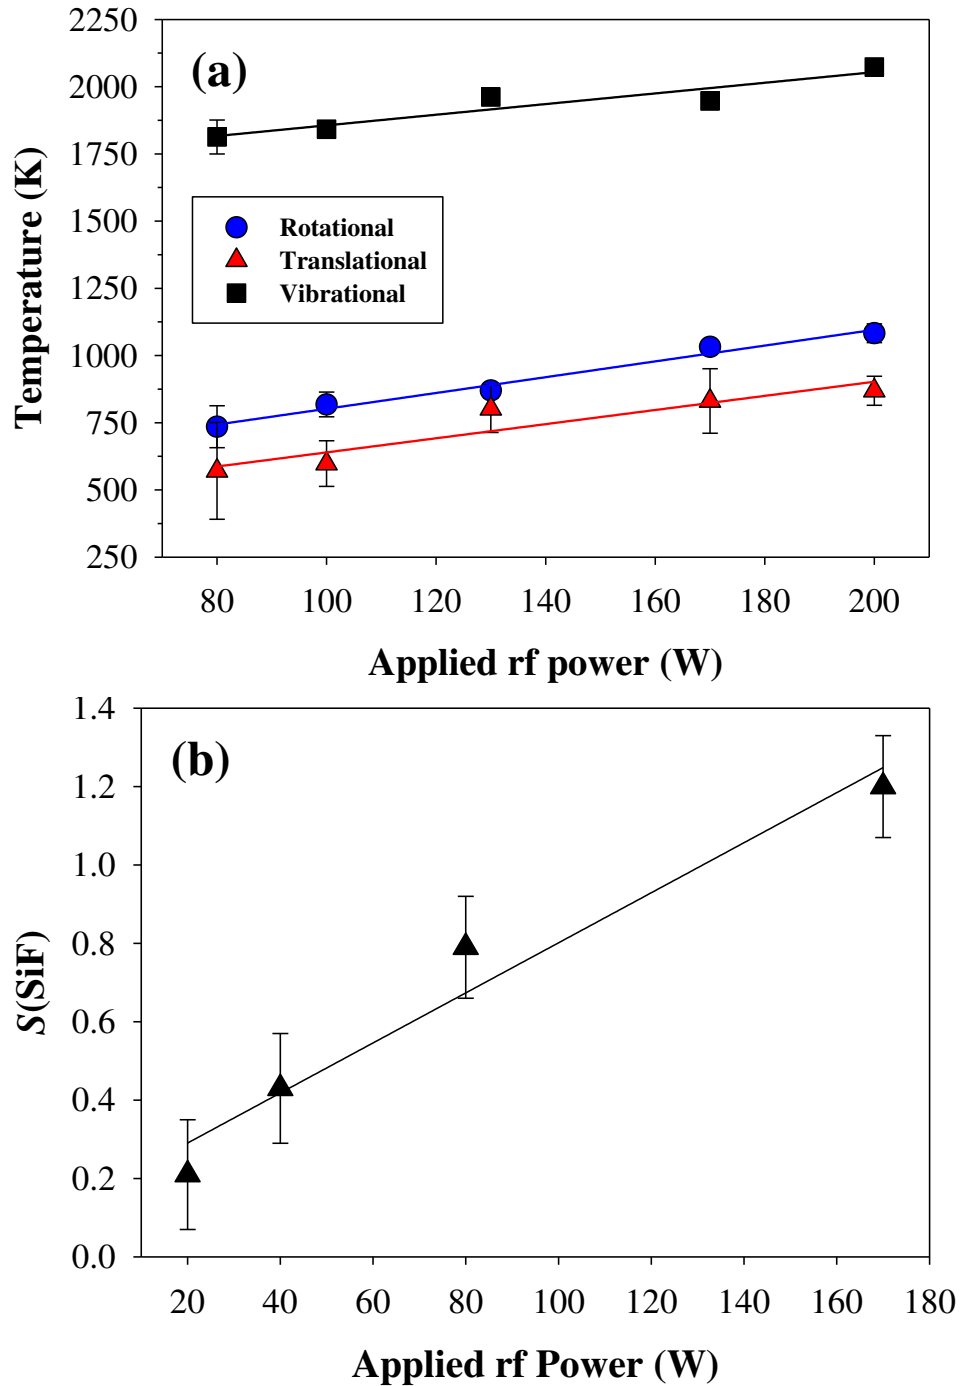 2250
2000
1750
1500
1250
1000
750
500
250
Temperature (K)
(a)
Rotational
Translational
Vibrational
80 100 120 140 160 180 200
Applied rf power (W)
1.4
1.2
1.0
0.8
0.6
0.4
0.2
0.0
S(SiF)
(b)
20 40 60 80 100 120 140 160 180
Applied rf Power (W)